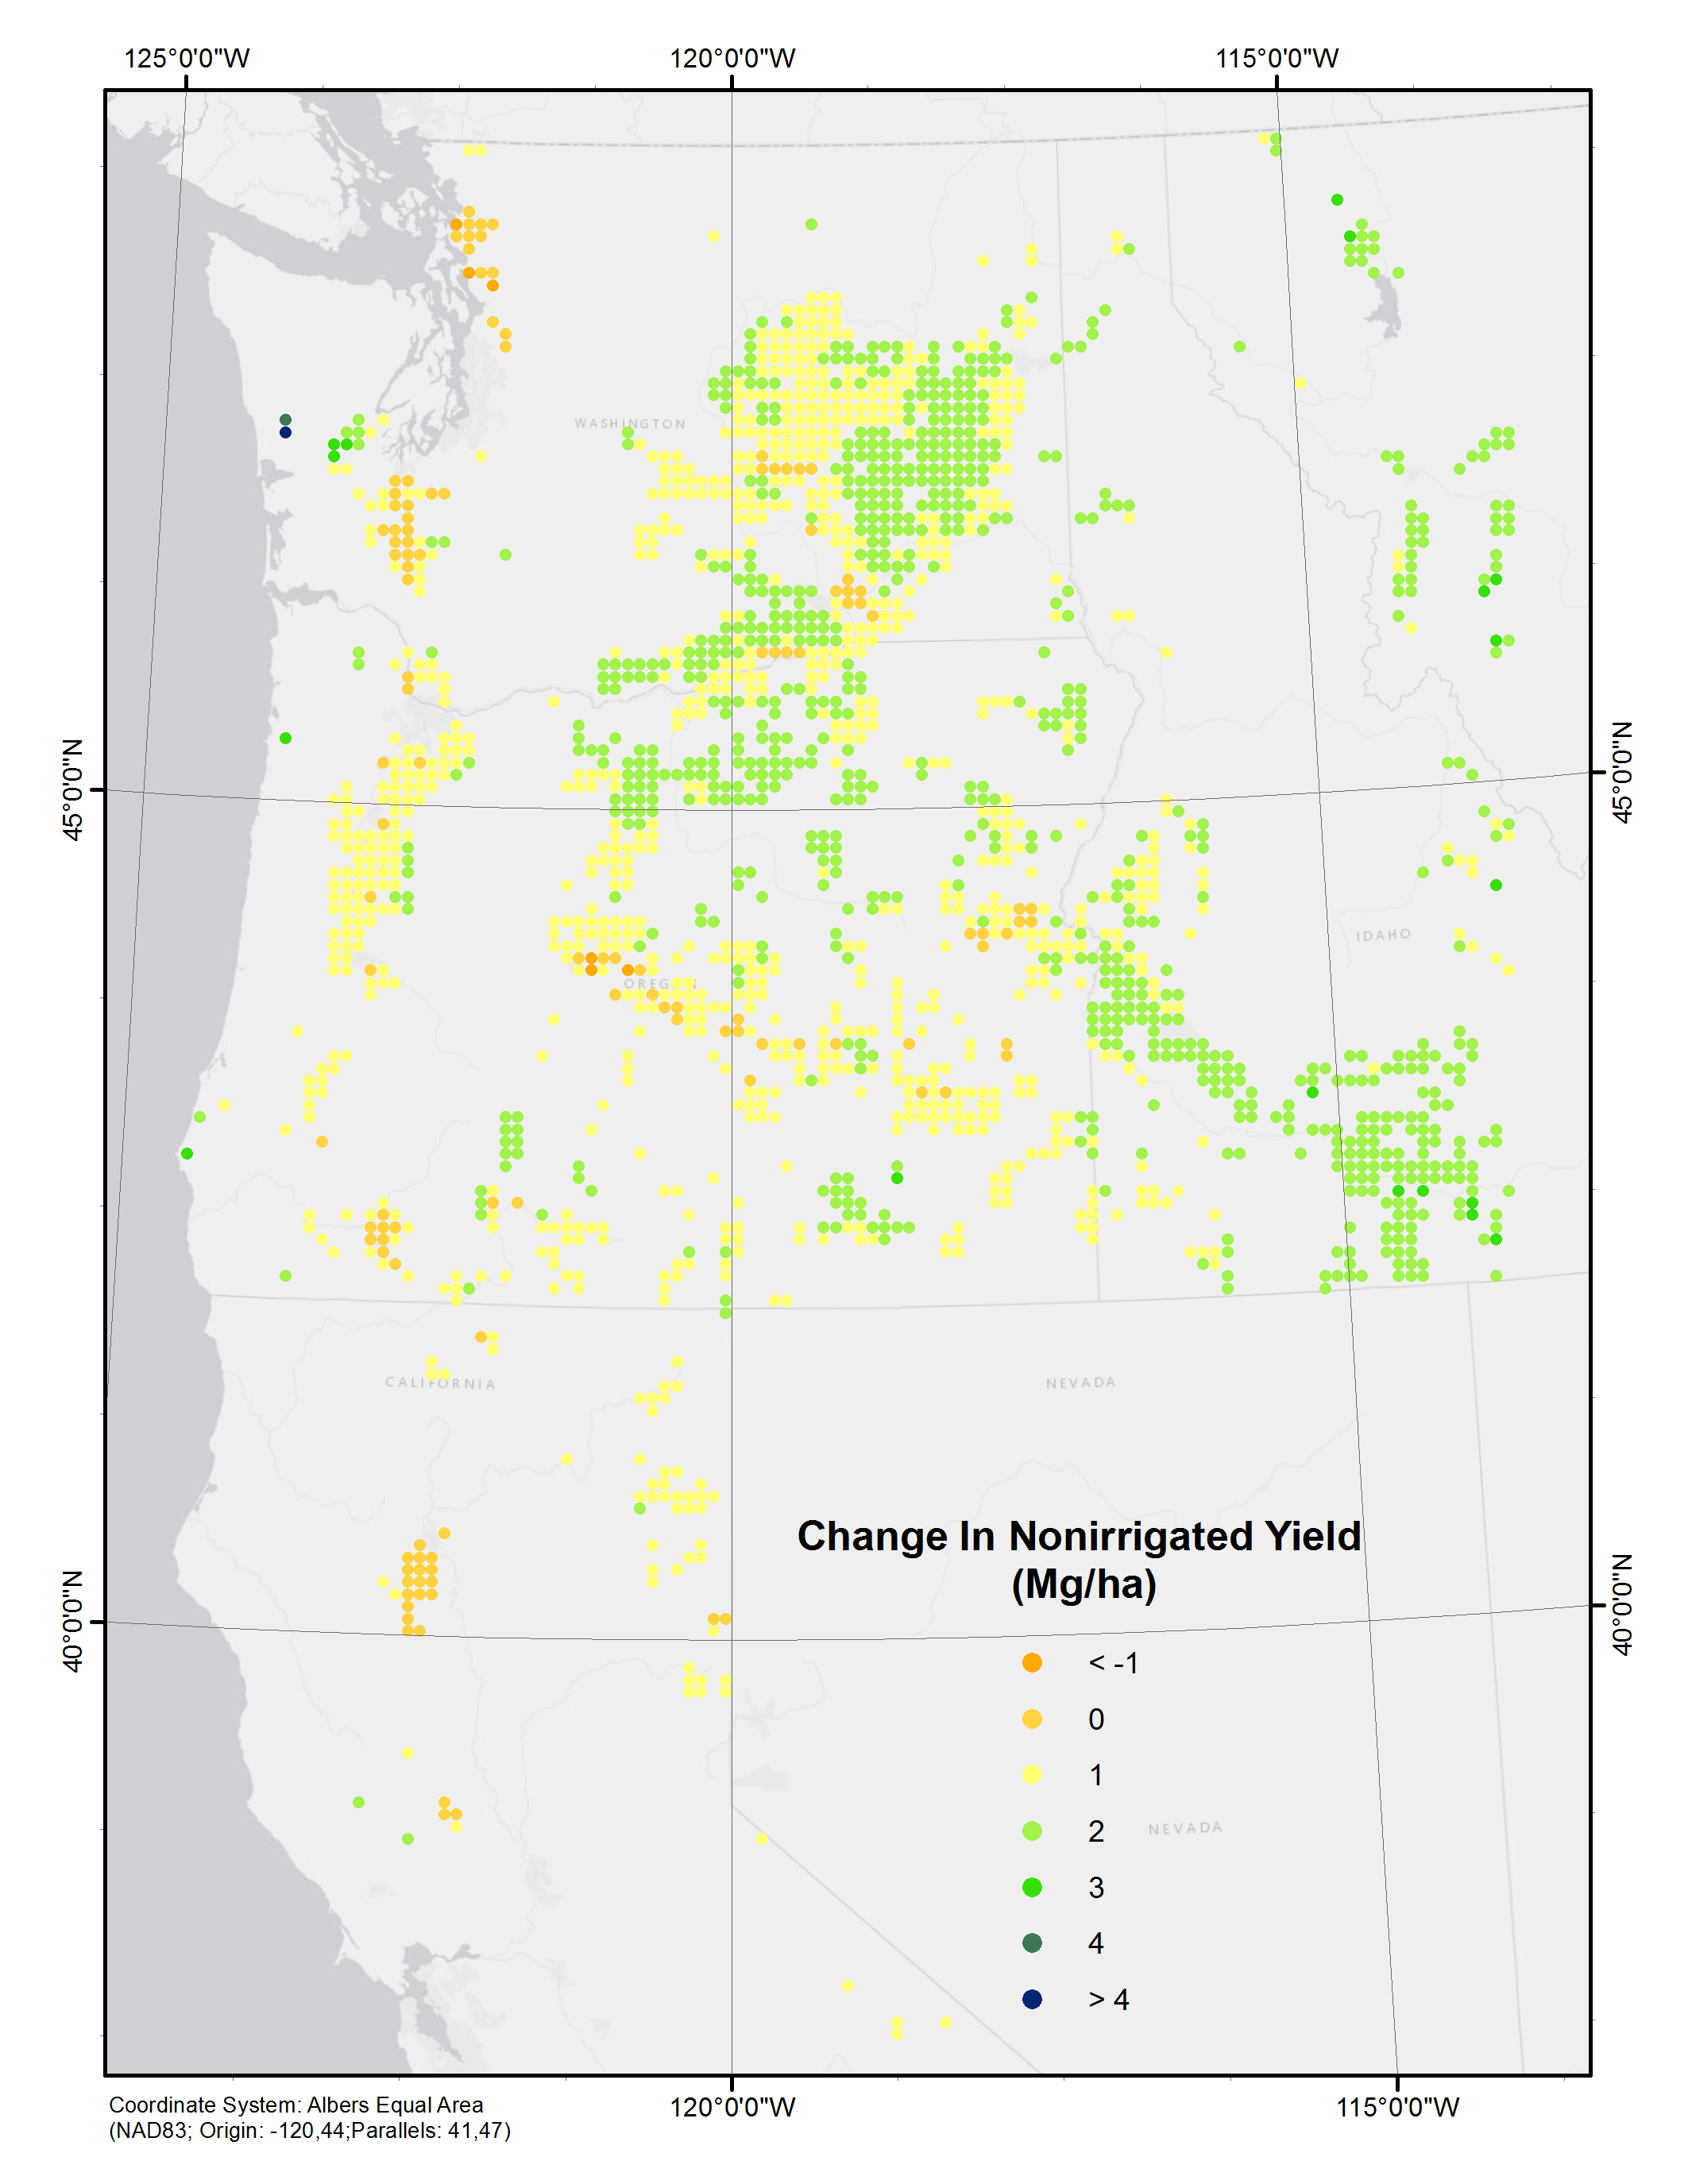 125°0'0"W 120°0'0"W 115°0'0"W
WASHINGTON
45°0'0"N 45°0'0"N
IDAHO
OREGON
CALIFORNIA NEVADA
Change In Nonirrigated Yield
(Mg/ha)
40°0'0"N 40°0'0"N
< -1
0
1
2
NEVADA
3
4
> 4
120°0'0"W 115°0'0"W
Coordinate System: Albers Equal Area
(NAD83; Origin: -120,44;Parallels: 41,47)